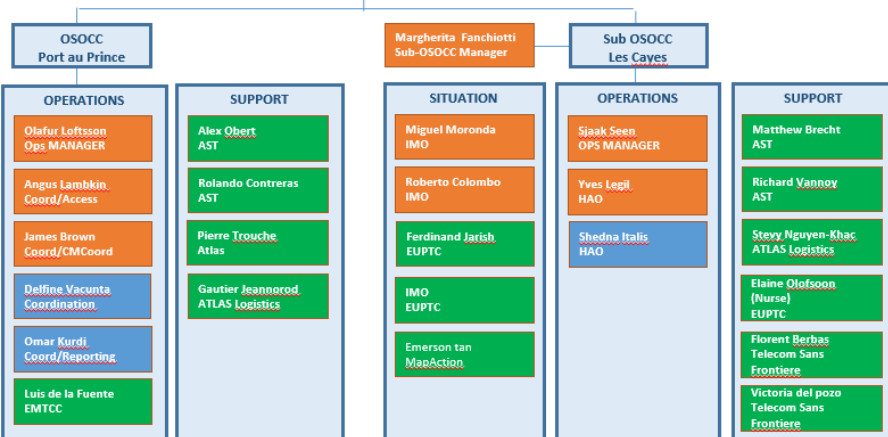 OSOCC
Port au Prince
Margherita Fanchiotti
Sub-OSOCC Manager
Sub OSOCC
Les Cayes
OPERATIONS
Olafur Loftsson
Ops MANAGER
Angus Lambkin
Coord/Access
James Brown
Coord/CMCoord
Delfine Vacunta
Coordination
Omar Kurdi
Coord/Reporting
Luis de la Fuente
EMTCC
SUPPORT
Alex Obert
AST
Rolando Contreras
AST
Pierre Trouche
Atlas
Gautier Jeannorod
ATLAS Logistics
SITUATION
Miguel Moronda
IMO
Roberto Colombo
IMO
Ferdinand Jarish
EUPTC
IMO
EUPTC
Emerson tan
MapAction
OPERATIONS
Sjaak Seen
OPS MANAGER
Yves Legil
HAO
Shedna Italis
HAO
SUPPORT
Matthew Brecht
AST
Richard Vannoy
AST
Stevy Nguyen-Khac
ATLAS Logistics
Elaine Olofsoon
(Nurse)
EUPTC
Florent Berbas
Telecom Sans
Frontiere
Victoria del pozo
Telecom Sans
Frontiere